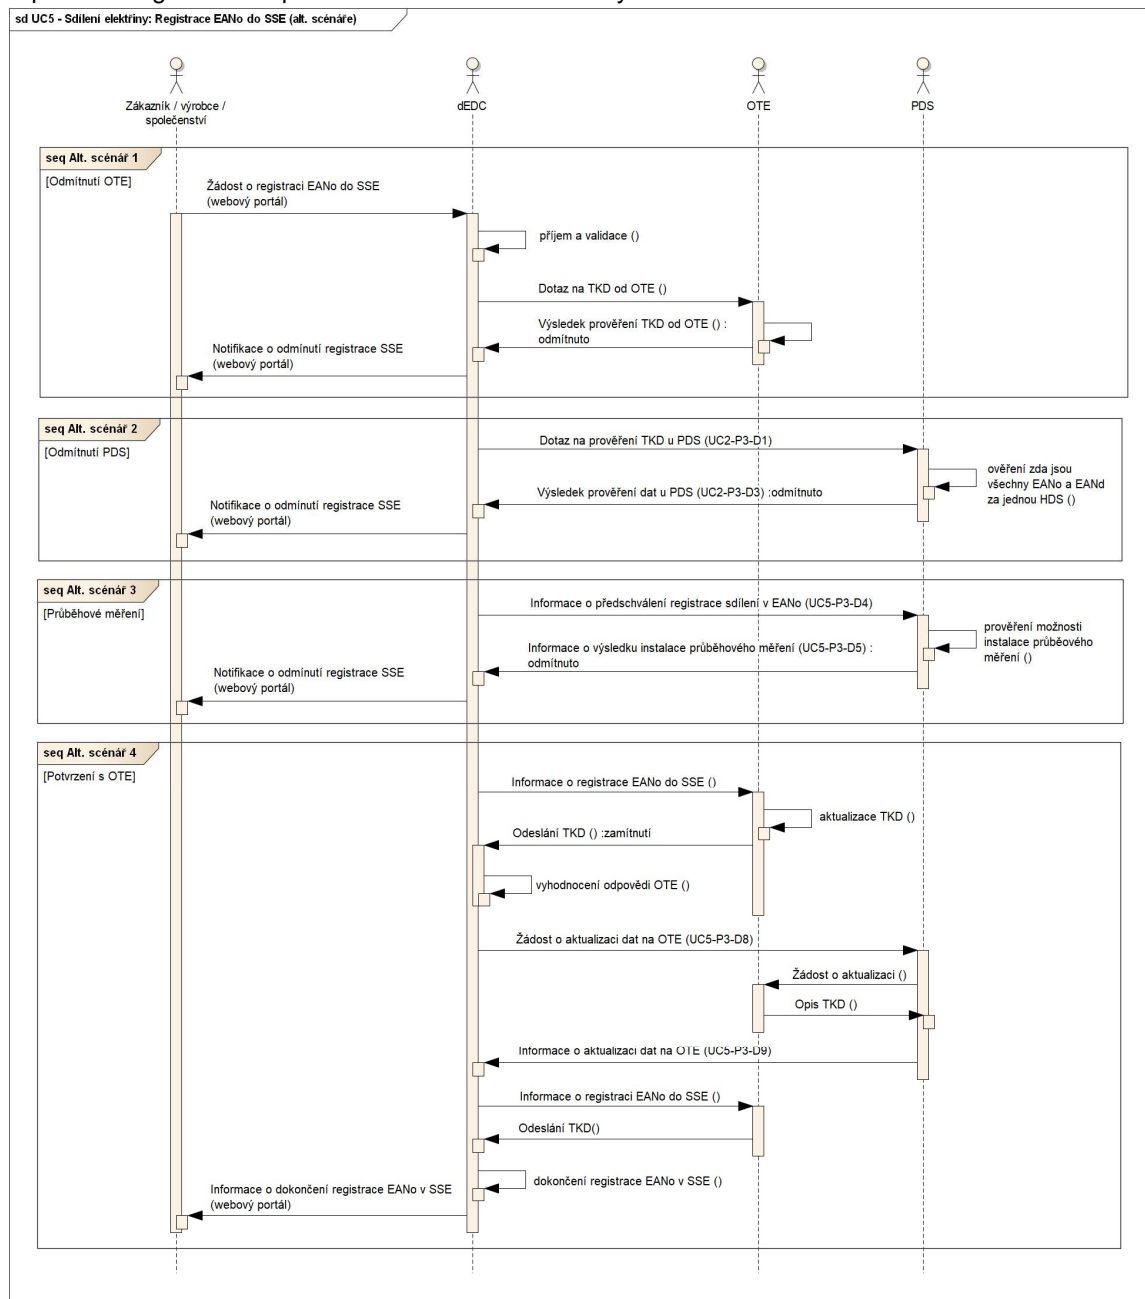 sd UC5 - Sdílení elektřiny: Registrace EANo do SSE (alt. scénáře)
Zákazník / výrobce /
společenství
dEDC
OTE
PDS
seq Alt. scénář 1
[Odmítnutí OTE]
Žádost o registraci EANo do SSE
(webový portál)
příjem a validace ()
Dotaz na TKD od OTE ()
Výsledek prověření TKD od OTE () :
odmítnuto
Notifikace o odmínutí registrace SSE
(webový portál)
seq Alt. scénář 2
[Odmítnutí PDS]
Dotaz na prověření TKD u PDS (UC2-P3-D1)
ověření zda jsou
všechny EANo a EANd
za jednou HDS ()
Výsledek prověření dat u PDS (UC2-P3-D3) :odmítnuto
Notifikace o odmínutí registrace SSE
(webový portál)
seq Alt. scénář 3
[Průběhové měření]
Informace o předschválení registrace sdílení v EANo (UC5-P3-D4)
prověření možnosti
instalace průběového
měření ()
Informace o výsledku instalace průběhového měření (UC5-P3-D5) :
odmítnuto
Notifikace o odmínutí registrace SSE
(webový portál)
seq Alt. scénář 4
[Potvrzení s OTE]
Informace o registrace EANo do SSE ()
aktualizace TKD ()
Odeslání TKD () :zamítnutí
vyhodnocení odpovědi OTE ()
Žádost o aktualizaci dat na OTE (UC5-P3-D8)
Žádost o aktualizaci ()
Opis TKD ()
Informace o aktualizaci dat na OTE (UC5-P3-D9)
Informace o registraci EANo do SSE ()
Odeslání TKD()
dokončení registrace EANo v SSE ()
Informace o dokončení registrace EANo v SSE
(webový portál)